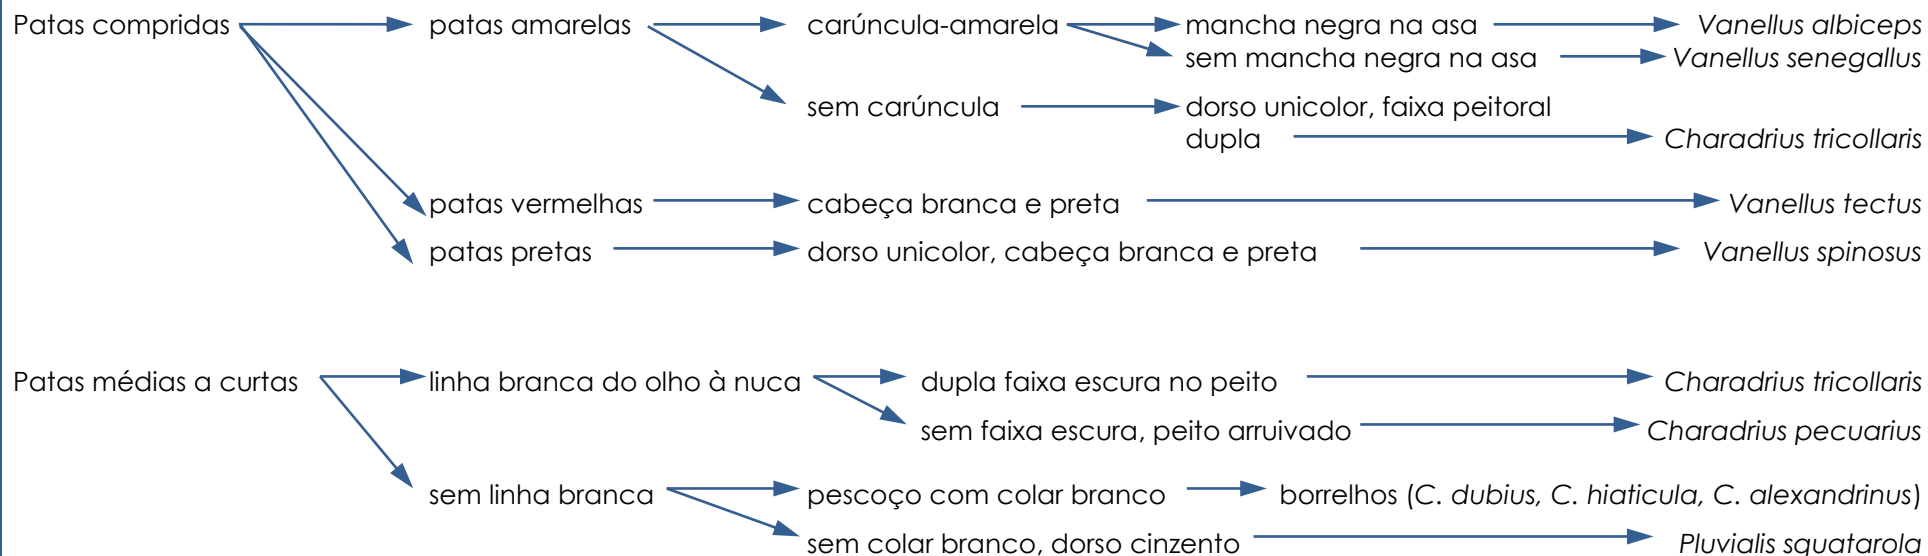 Patas compridas patas amarelas carúncula-amarela mancha negra na asa Vanellus albiceps
sem mancha negra na asa Vanellus senegallus
sem carúncula dorso unicolor, faixa peitoral
dupla Charadrius tricollaris
patas vermelhas cabeça branca e preta Vanellus tectus
patas pretas dorso unicolor, cabeça branca e preta Vanellus spinosus
Patas médias a curtas linha branca do olho à nuca dupla faixa escura no peito Charadrius tricollaris
sem faixa escura, peito arruivado Charadrius pecuarius
sem linha branca pescoço com colar branco borrelhos (C. dubius, C. hiaticula, C. alexandrinus)
sem colar branco, dorso cinzento Pluvialis squatarola